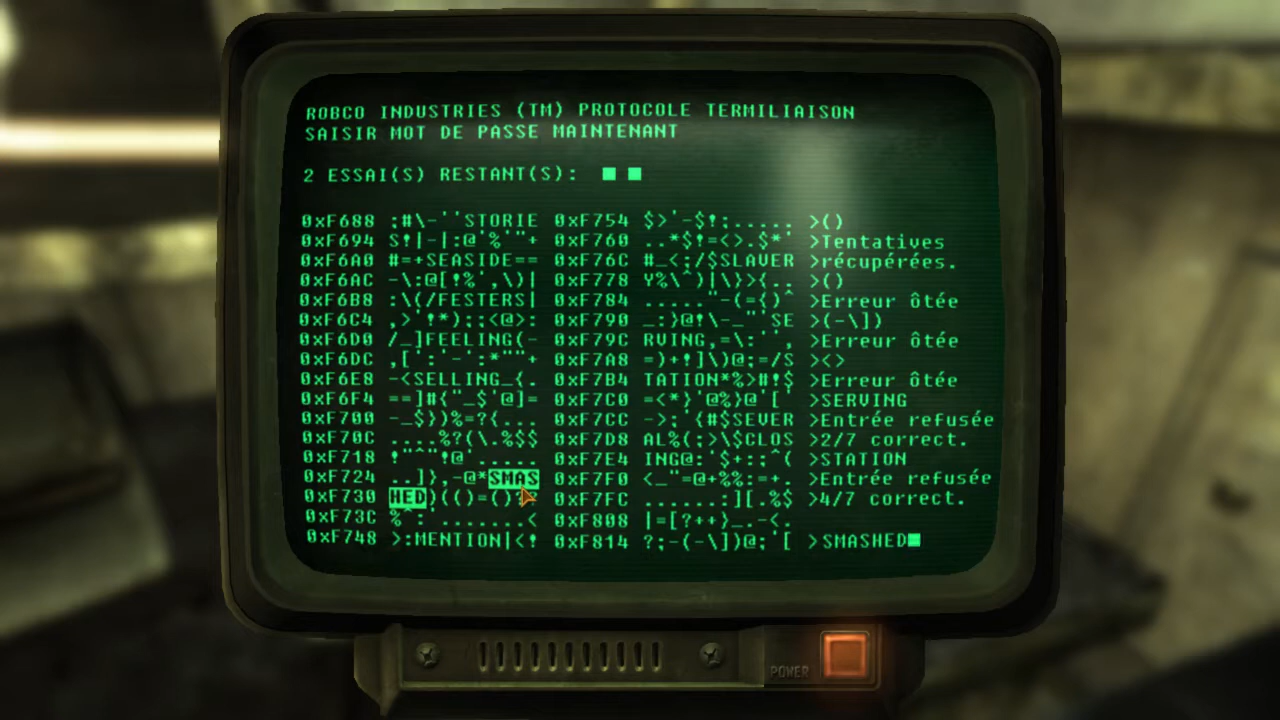 ROBCO INDUSTRIES (TM) PROTOCOLE TERMILIAISON
SAISIR MOT DE PASSE MAINTENANT
2 ESSAI(S) RESTANT(S): ■ ■
0xF688 :#\-''STORIE 0xF754 $>'-$!:..... >()
0xF694 S!|-|:@'%'"+ 0xF760 ..*$!=<>.$*' >Tentatives
0xF6A0 #=+SEASIDE== 0xF76C #_<;/$SLAVER >récupérées.
0xF6AC -\:@[!%',\)| 0xF778 Y%\^)|\}>{.. >()
0xF6B8 :\(/FESTERS| 0xF784 ....."-(={)^ >Erreur ôtée
0xF6C4 ,>'!*);:<@>: 0xF790 _:}@!\-_"'SE >(-\])
0xF6D0 /_]FEELING(- 0xF79C RVING,=\:'', >Erreur ôtée
0xF6DC ,[':'-':*""+ 0xF7A8 =)+!]\)@;=/S ><>
0xF6E8 -<SELLING_{. 0xF7B4 TATION*%>#!$ >Erreur ôtée
0xF6F4 ==]#{"_$'@]= 0xF7C0 =<*}'@%}@'[' >SERVING
0xF700 -_$})%=?{... 0xF7CC ->;'{#$SEVER >Entrée refusée
0xF70C ....%?(\.%$$ 0xF7D8 AL%(;>\$CLOS >2/7 correct.
0xF718 !"^"!@'..... 0xF7E4 ING@:'$+:;^( >STATION
0xF724 ..]},-@*SMAS 0xF7F0 <_"=@+%%:=+. >Entrée refusée
0xF730 HED)(()=()%= 0xF7FC ......:][.%$ >4/7 correct.
0xF73C %^:'.......< 0xF808 |=[?++}_.-<.
0xF748 >:MENTION|<! 0xF814 ?;-(-\])@;'[ >SMASHED■
POWER